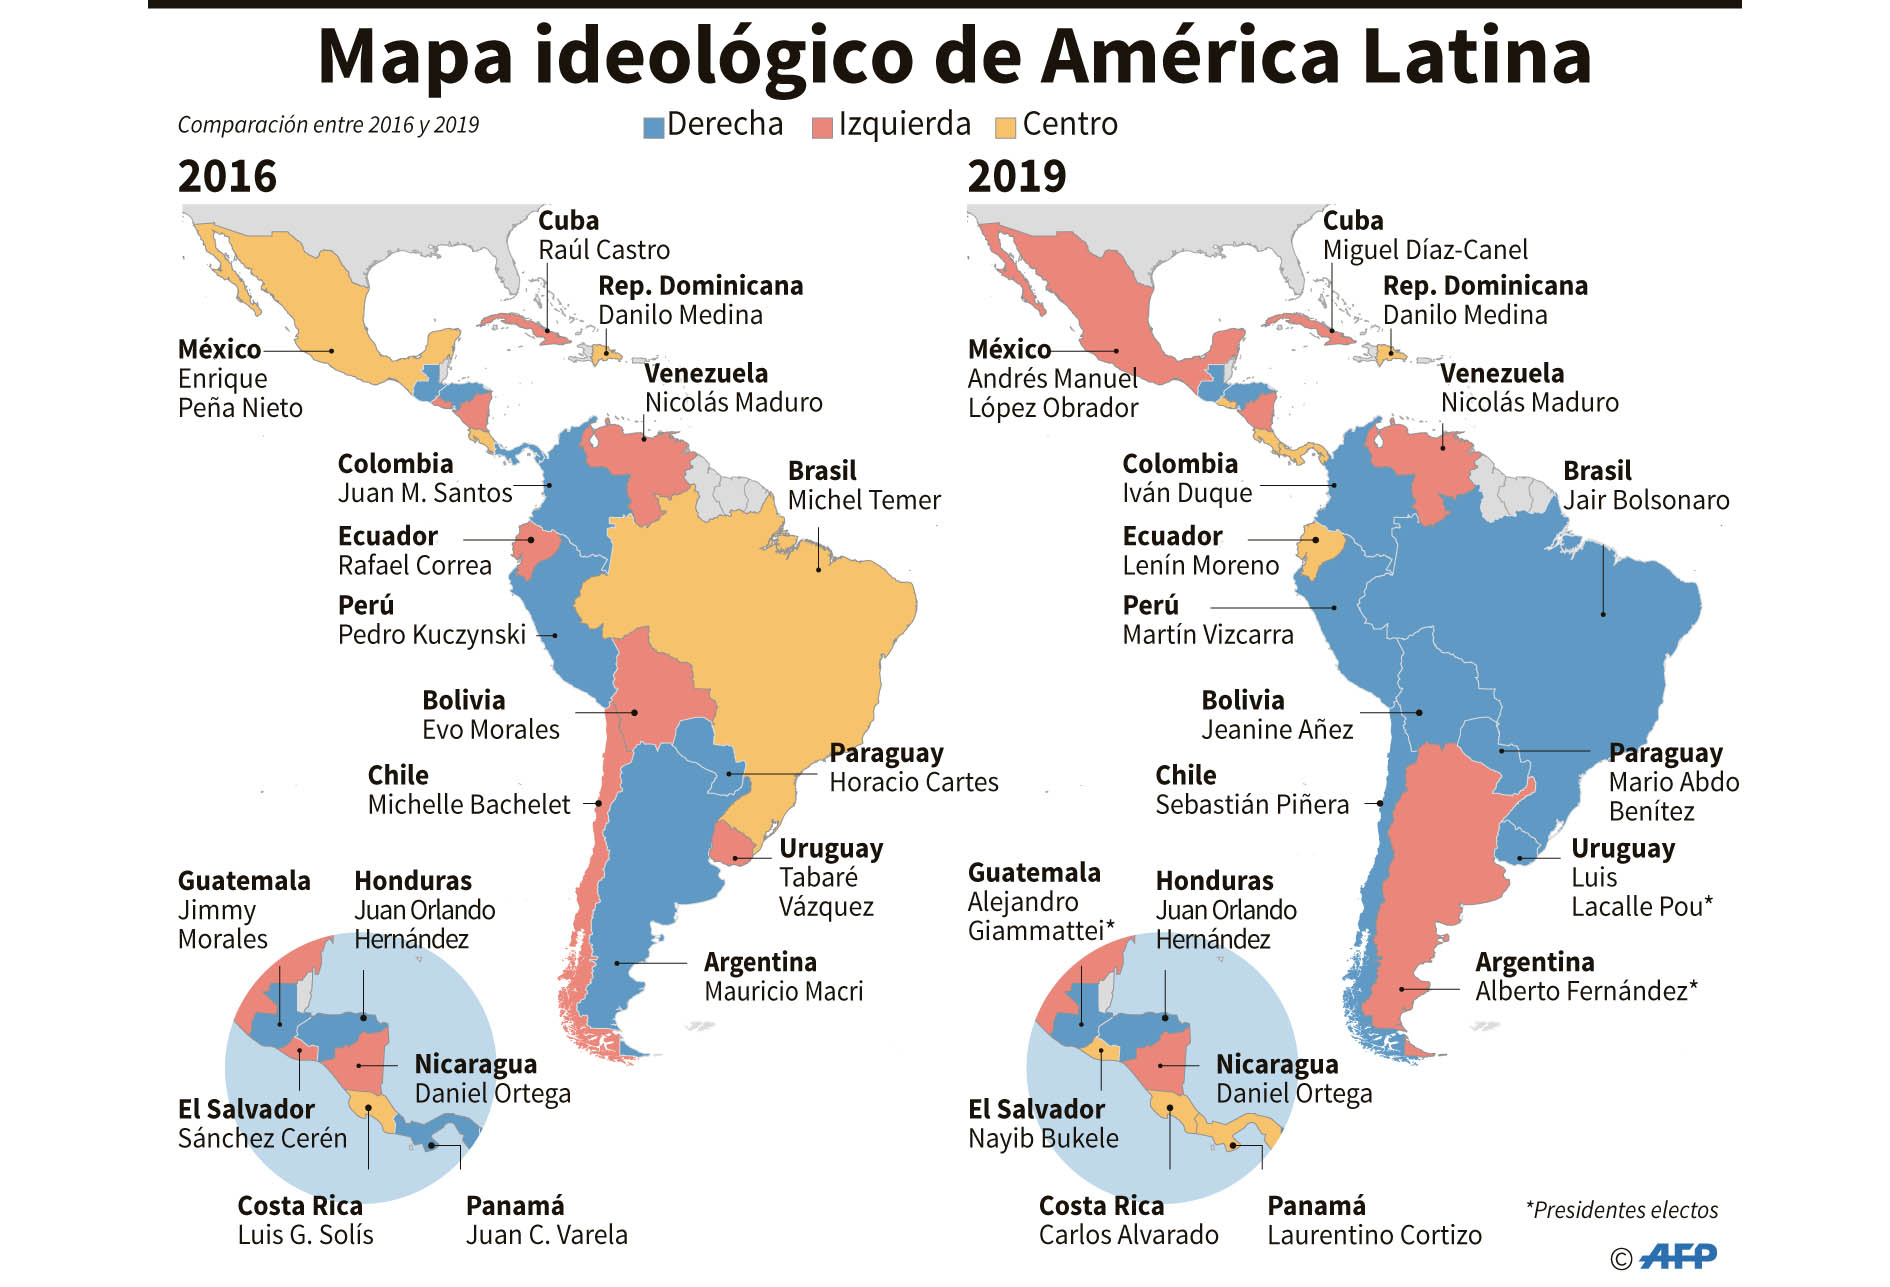 Mapa ideológico de América Latina
Comparación entre 2016 y 2019
Derecha
Izquierda
Centro
2016
Cuba
Raúl Castro
Rep. Dominicana
Danilo Medina
México
Enrique
Peña Nieto
Venezuela
Nicolás Maduro
Colombia
Juan M. Santos
Brasil
Michel Temer
Ecuador
Rafael Correa
Perú
Pedro Kuczynski
Bolivia
Evo Morales
Paraguay
Horacio Cartes
Chile
Michelle Bachelet
Uruguay
Tabaré
Vázquez
Guatemala
Jimmy
Morales
Honduras
Juan Orlando
Hernández
Argentina
Mauricio Macri
Nicaragua
Daniel Ortega
El Salvador
Sánchez Cerén
Costa Rica
Luis G. Solís
Panamá
Juan C. Varela
2019
Cuba
Miguel Díaz-Canel
Rep. Dominicana
Danilo Medina
México
Andrés Manuel
López Obrador
Venezuela
Nicolás Maduro
Colombia
Iván Duque
Brasil
Jair Bolsonaro
Ecuador
Lenín Moreno
Perú
Martín Vizcarra
Bolivia
Jeanine Añez
Paraguay
Mario Abdo
Benítez
Chile
Sebastián Piñera
Uruguay
Luis
Lacalle Pou*
Guatemala
Alejandro
Giammattei*
Honduras
Juan Orlando
Hernández
Argentina
Alberto Fernández*
Nicaragua
Daniel Ortega
El Salvador
Nayib Bukele
Costa Rica
Carlos Alvarado
Panamá
Laurentino Cortizo
*Presidentes electos
© AFP